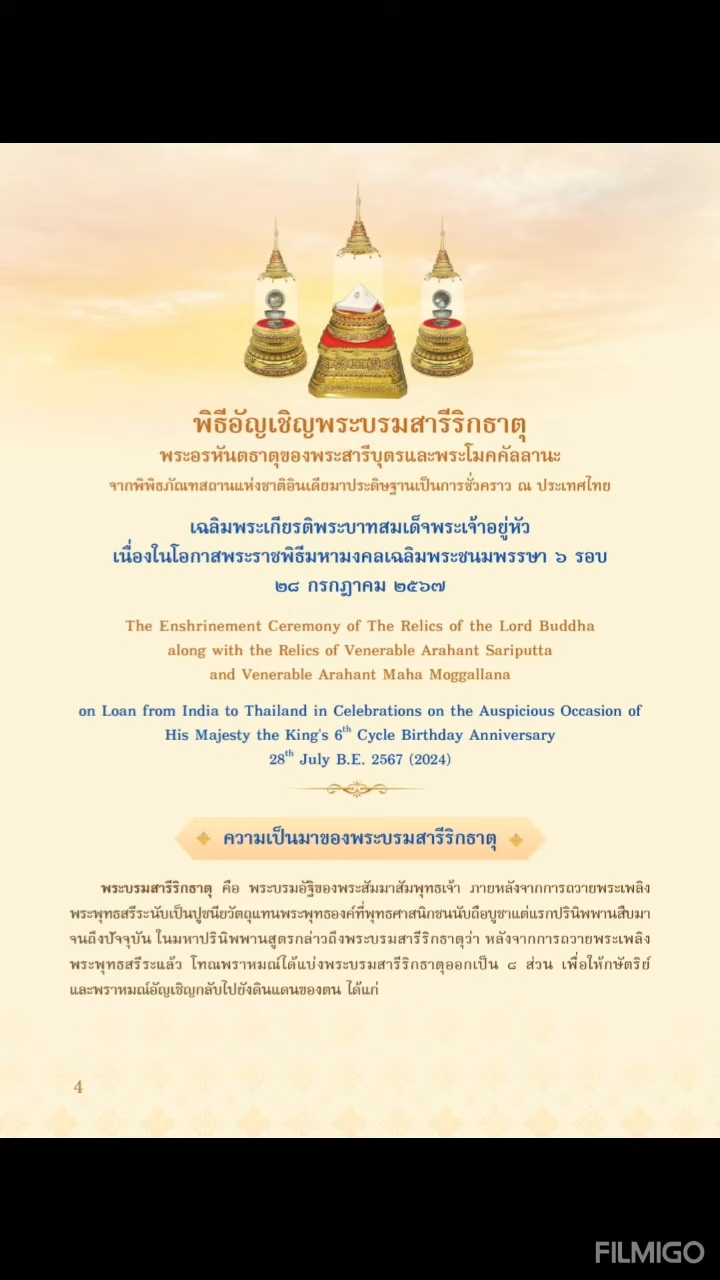 พิธีอัญเชิญพระบรมสารีริกธาตุ
พระอรหันตธาตุของพระสารีบุตรและพระโมคคัลลานะ
จากพิพิธภัณฑสถานแห่งชาติอินเดียมาประดิษฐานเป็นการชั่วคราว ณ ประเทศไทย
เฉลิมพระเกียรติพระบาทสมเด็จพระเจ้าอยู่หัว
เนื่องในโอกาสพระราชพิธีมหามงคลเฉลิมพระชนมพรรษา ๖ รอบ
๒๘ กรกฎาคม ๒๕๖๗
The Enshrinement Ceremony of The Relics of the Lord Buddha
along with the Relics of Venerable Arahant Sariputta
and Venerable Arahant Maha Moggallana
on Loan from India to Thailand in Celebrations on the Auspicious Occasion of
His Majesty the King's 6th Cycle Birthday Anniversary
28th July B.E. 2567 (2024)
ความเป็นมาของพระบรมสารีริกธาตุ
พระบรมสารีริกธาตุ คือ พระบรมอัฐิของพระสัมมาสัมพุทธเจ้า ภายหลังจากการถวายพระเพลิง
พระพุทธสรีระนับเป็นปูชนียวัตถุแทนพระพุทธองค์ที่พุทธศาสนิกชนนับถือบูชาแต่แรกปรินิพพานสืบมา
จนถึงปัจจุบัน ในมหาปรินิพพานสูตรกล่าวถึงพระบรมสารีริกธาตุว่า หลังจากการถวายพระเพลิง
พระพุทธสรีระแล้ว โทณพราหมณ์ได้แบ่งพระบรมสารีริกธาตุออกเป็น ๘ ส่วน เพื่อให้กษัตริย์
และพราหมณ์อัญเชิญกลับไปยังดินแดนของตน ได้แก่
4
FILMIGO